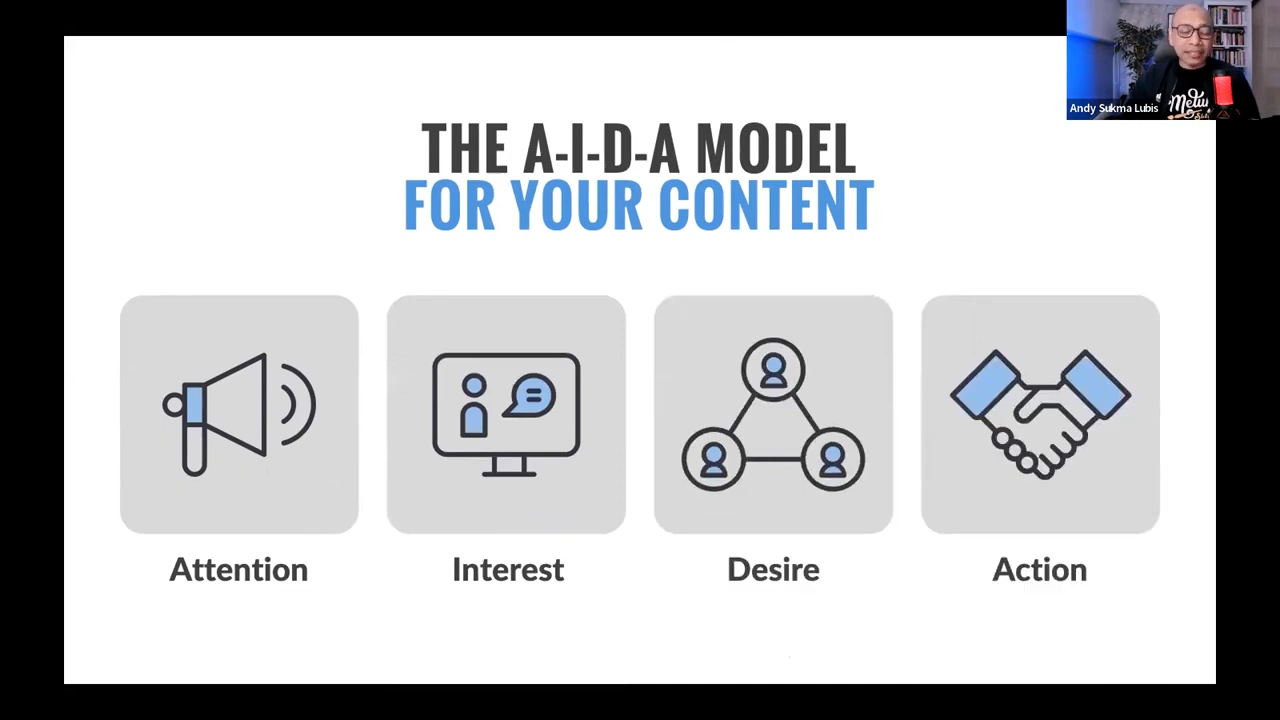 THE A-I-D-A MODEL
FOR YOUR CONTENT
Attention
Interest
Desire
Action
Andy Sukma Lubis